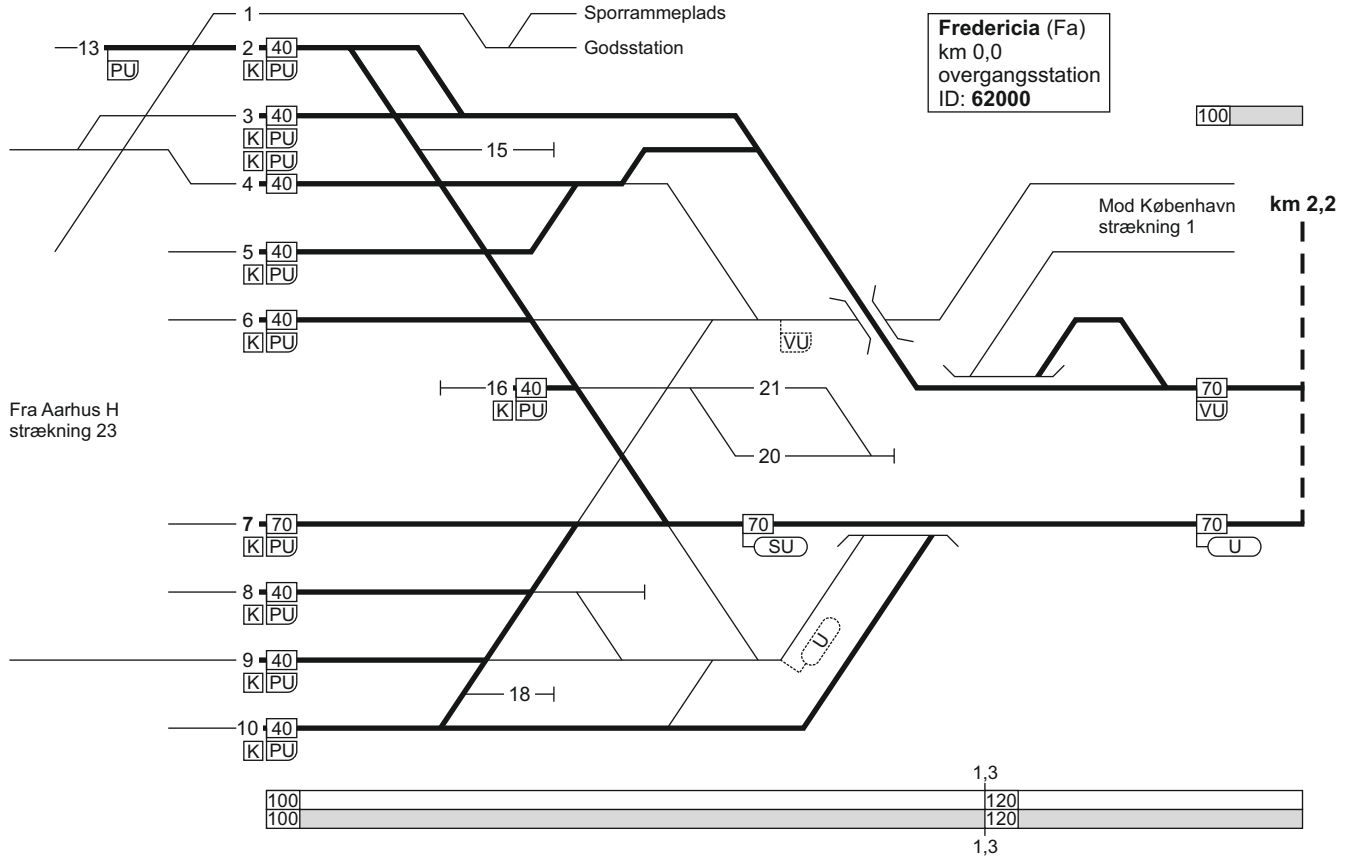 1
Sporrammeplads
13
2
40
Godsstation
PU
K PU
Fredericia (Fa)
km 0,0
overgangsstation
ID: 62000
3
40
K PU
100
15
K PU
4
40
Mod København
strækning 1
km 2,2
5
40
K PU
6
40
K PU
VU
16
40
K PU
21
70
VU
Fra Aarhus H
strækning 23
20
7
70
K PU
70
SU
70
U
8
40
K PU
U
9
40
K PU
18
10
40
K PU
1,3
100
120
100
120
1,3